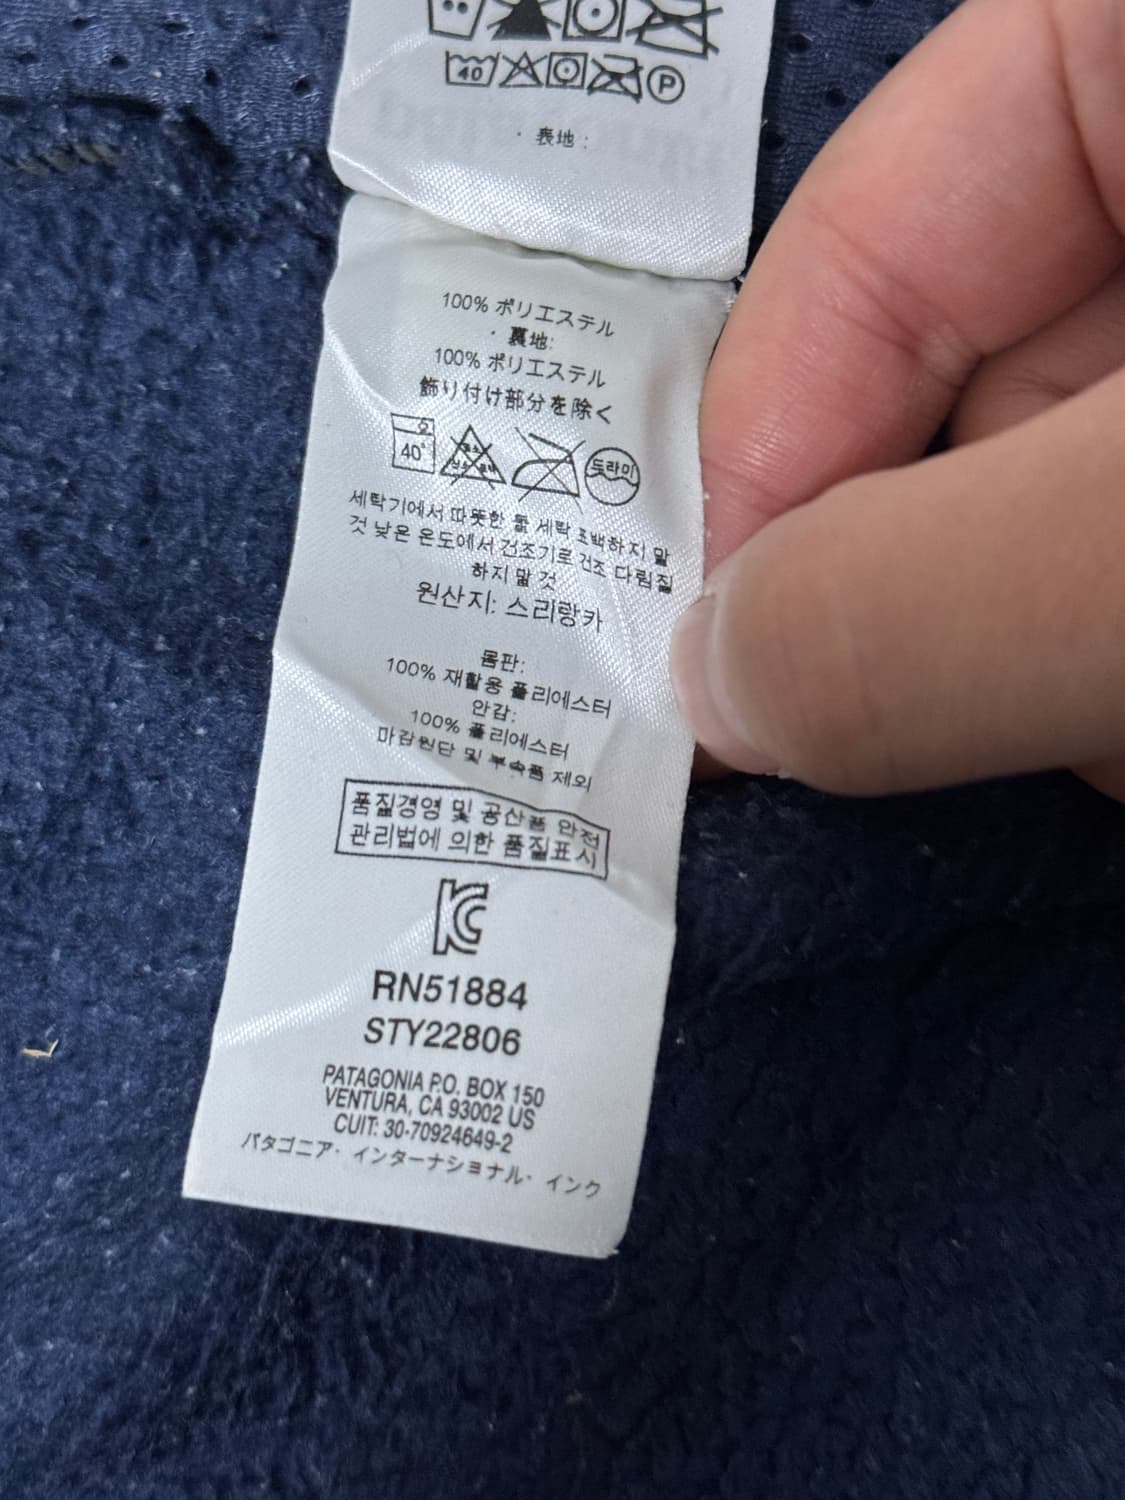 40
P
・表地:
100% ポリエステル
・裏地:
100% ポリエステル
飾り付け部分を除く
40°
드라이
세탁기에서 따뜻한 물 세탁 표백하지 말
것 낮은 온도에서 건조기로 건조 다림질
하지 말 것
원산지: 스리랑카
몸판:
100% 재활용 폴리에스터
안감:
100% 폴리에스터
마감원단 및 부속품 제외
품질경영 및 공산품 안전
관리법에 의한 품질표시
KC
RN51884
STY22806
PATAGONIA P.O. BOX 150
VENTURA, CA 93002 US
CUIT: 30-70924649-2
パタゴニア・インターナショナル・インク